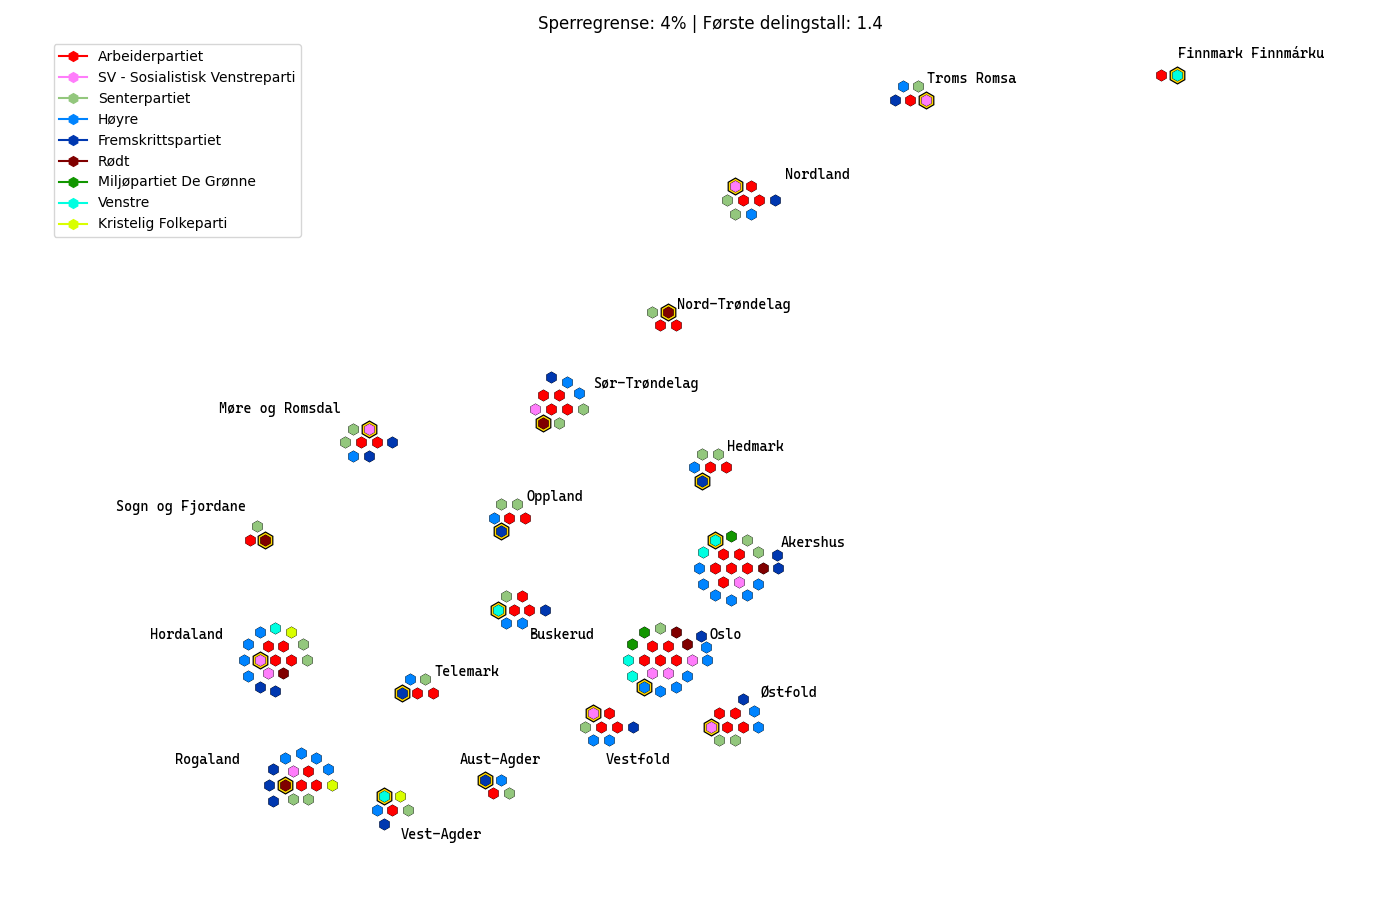 Sperregrense: 4% | Første delingstall: 1.4
Arbeiderpartiet
SV - Sosialistisk Venstreparti
Senterpartiet
Høyre
Fremskrittspartiet
Rødt
Miljøpartiet De Grønne
Venstre
Kristelig Folkeparti
Finnmark Finnmárku
Troms Romsa
Nordland
Nord-Trøndelag
Sør-Trøndelag
Møre og Romsdal
Hedmark
Oppland
Sogn og Fjordane
Akershus
Buskerud
Hordaland
Oslo
Telemark
Østfold
Rogaland
Aust-Agder
Vestfold
Vest-Agder